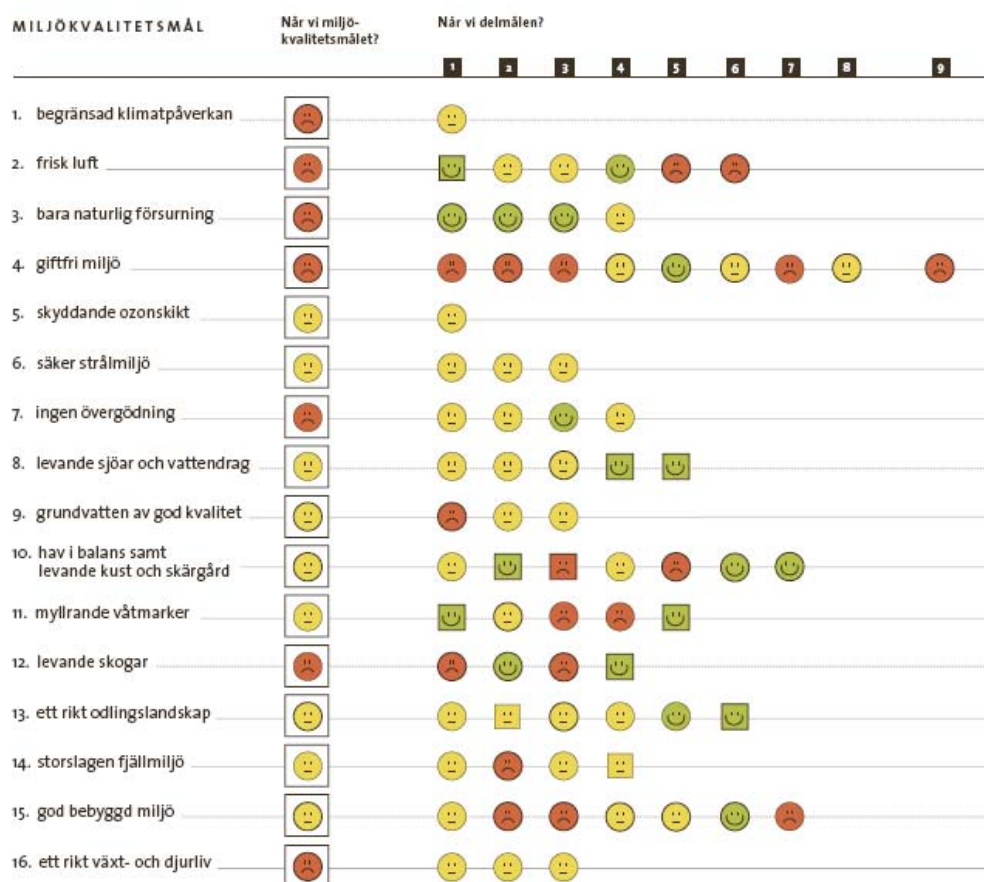 MILJÖKVALITETSMÅL
Når vi miljö-
kvalitetsmålet?
Når vi delmålen?
1 2 3 4 5 6 7 8 9
1. begränsad klimatpåverkan
2. frisk luft
3. bara naturlig försurning
4. giftfri miljö
5. skyddande ozonskikt
6. säker strålmiljö
7. ingen övergödning
8. levande sjöar och vattendrag
9. grundvatten av god kvalitet
10. hav i balans samt
levande kust och skärgård
11. myllrande våtmarker
12. levande skogar
13. ett rikt odlingslandskap
14. storslagen fjällmiljö
15. god bebyggd miljö
16. ett rikt växt- och djurliv